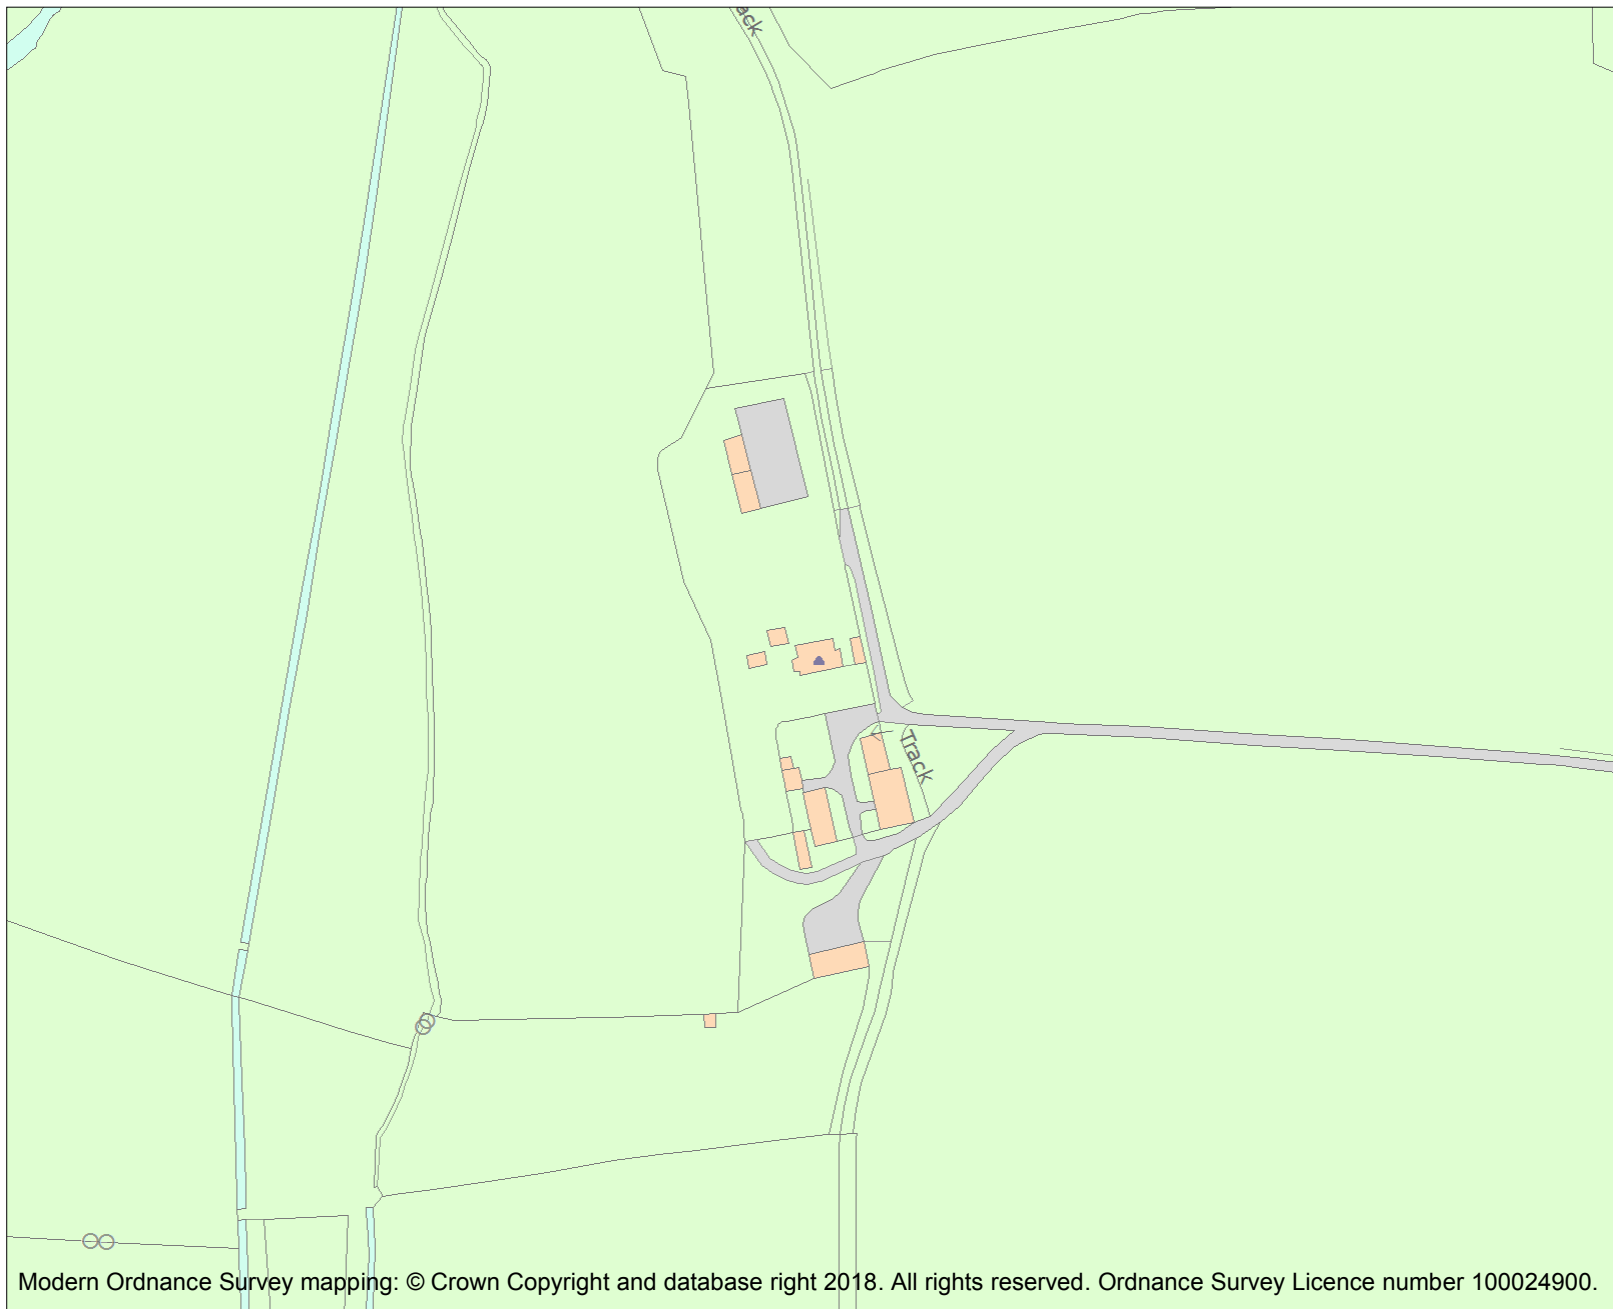 ack
Track
Modern Ordnance Survey mapping: © Crown Copyright and database right 2018. All rights reserved. Ordnance Survey Licence number 100024900.